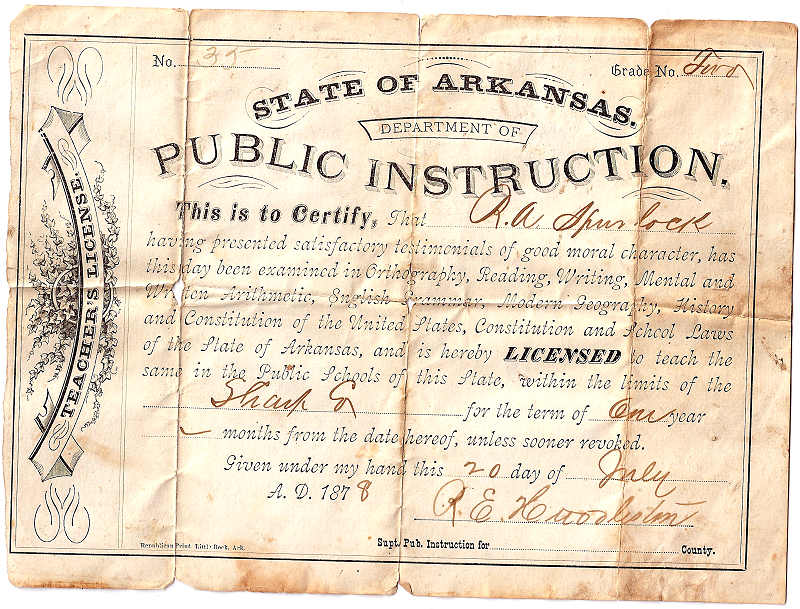 No. 35
Grade No. Two
STATE OF ARKANSAS.
DEPARTMENT OF
PUBLIC INSTRUCTION.
This is to Certify, That R.A. Spurlock
having presented satisfactory testimonials of good moral character, has
this day been examined in Orthography, Reading, Writing, Mental and
Written Arithmetic, English Grammar, Modern Geography, History
and Constitution of the United States, Constitution and School Laws
of the State of Arkansas, and is hereby LICENSED to teach the
same in the Public Schools of this State, within the limits of the
Sharp Co for the term of One year
months from the date hereof, unless sooner revoked.
Given under my hand this 20 day of July
A. D. 1878
R. E.
Supt. Pub. Instruction for County.
Republican Print Little Rock, Ark.
TEACHER'S LICENSE.